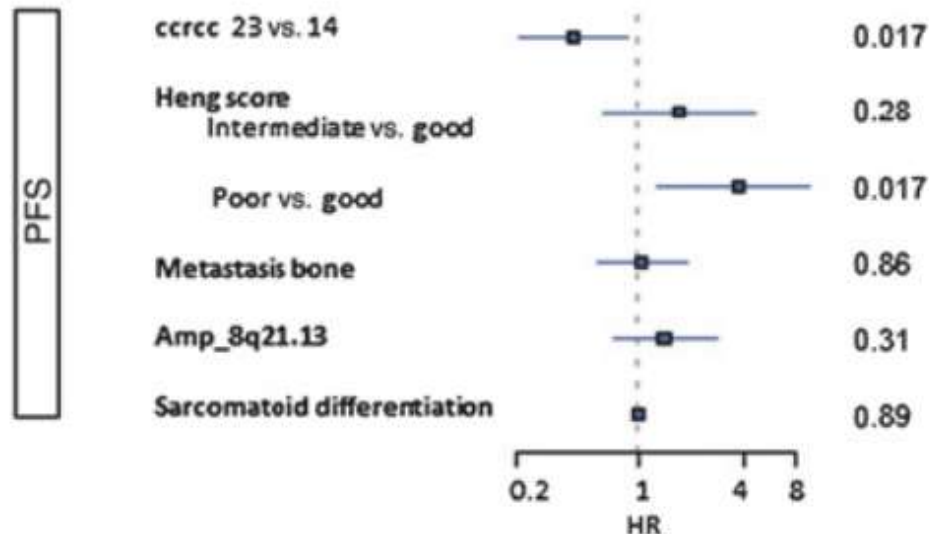 PFS
ccrcc 23 vs. 14 0.017
Heng score
Intermediate vs. good 0.28
Poor vs. good 0.017
Metastasis bone 0.86
Amp_8q21.13 0.31
Sarcomatoid differentiation 0.89
0.2 1 4 8
HR